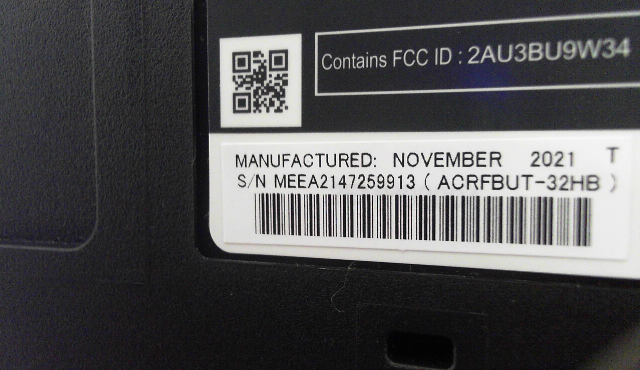 Contains FCC ID : 2AU3BU9W34
MANUFACTURED: NOVEMBER 2021 T
S/N MEEA2147259913 ( ACRFBUT-32HB )